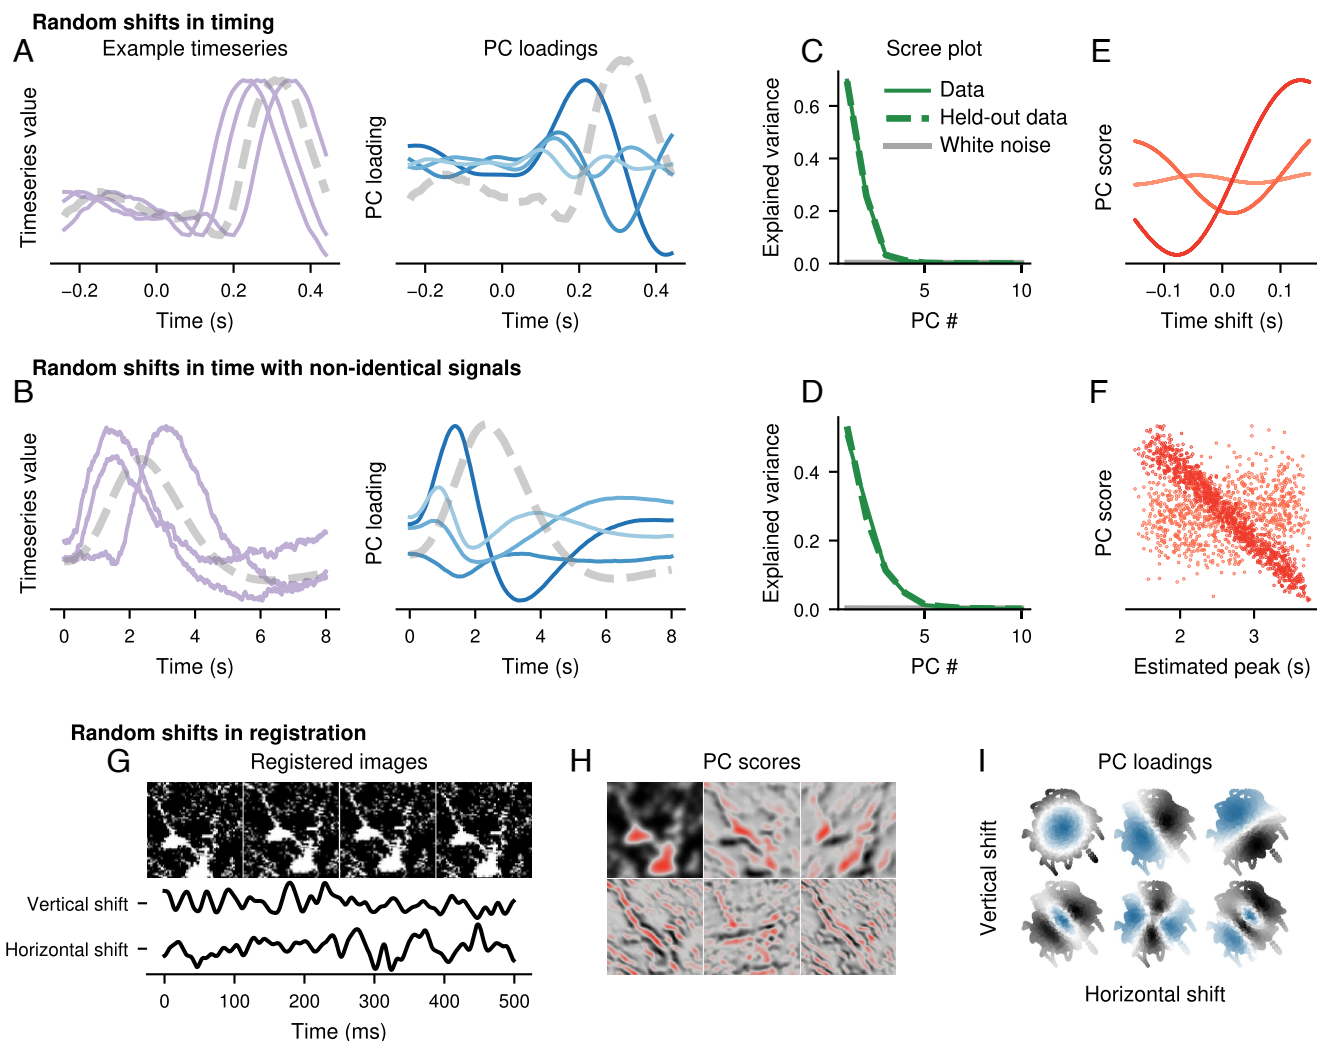 Random shifts in timing
A
Example timeseries
PC loadings
C
Scree plot
E
Timeseries value
PC loading
Explained variance
0.6
0.4
0.2
0.0
Data
Held-out data
White noise
PC score
−0.2 0.0 0.2 0.4
Time (s)
−0.2 0.0 0.2 0.4
Time (s)
5 10
PC #
−0.1 0.0 0.1
Time shift (s)
Random shifts in time with non-identical signals
B
D
F
Timeseries value
PC loading
Explained variance
0.4
0.2
0.0
PC score
0 2 4 6 8
Time (s)
0 2 4 6 8
Time (s)
5 10
PC #
2 3
Estimated peak (s)
Random shifts in registration
G
Registered images
H
PC scores
I
PC loadings
Vertical shift
Horizontal shift
0 100 200 300 400 500
Time (ms)
Vertical shift
Horizontal shift